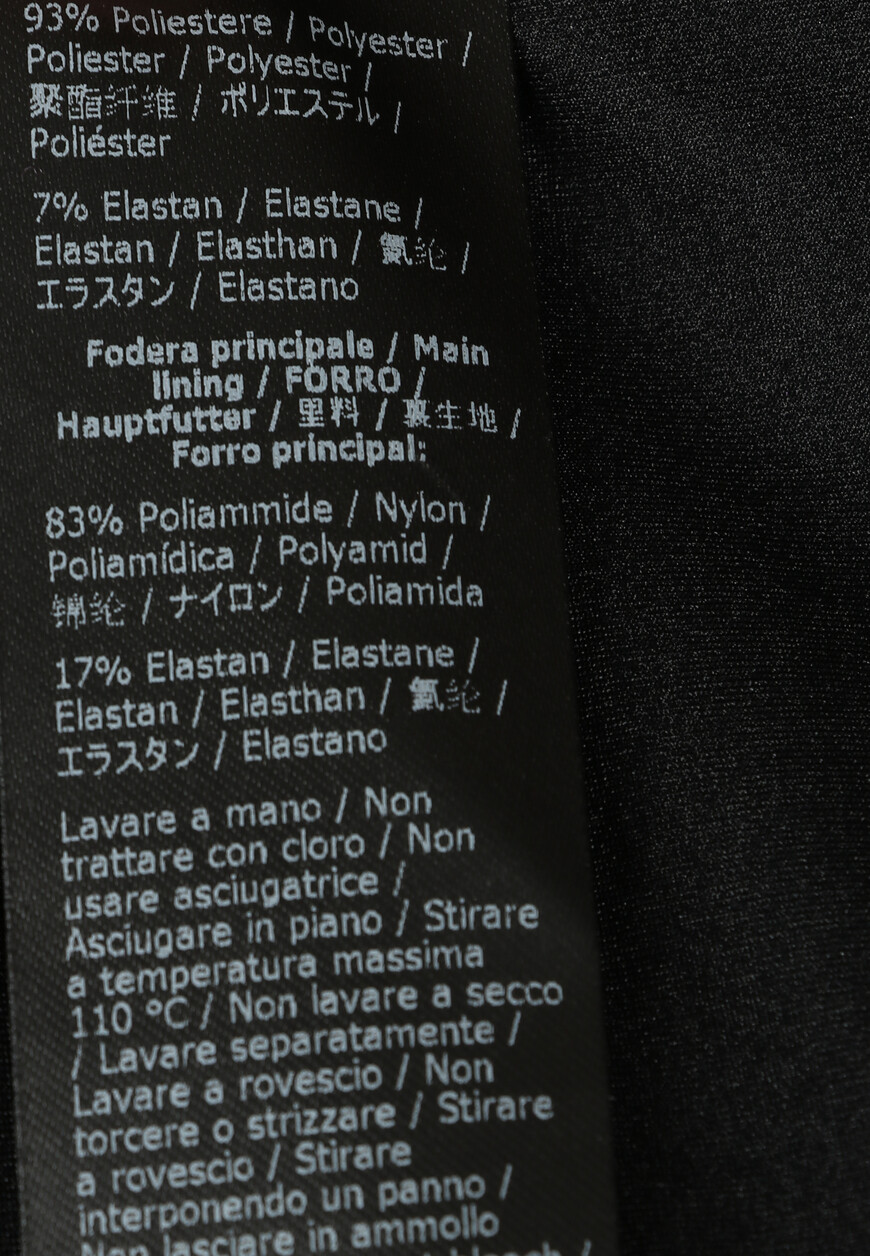 93% Poliestere / Polyester /
Poliester / Polyester /
聚酯纤维 / ポリエステル /
Poliéster
7% Elastan / Elastane /
Elastan / Elasthan / 氨纶 /
エラスタン / Elastano
Fodera principale / Main
lining / FORRO /
Hauptfutter / 里料 / 裏生地 /
Forro principal:
83% Poliammide / Nylon /
Poliamídica / Polyamid /
锦纶 / ナイロン / Poliamida
17% Elastan / Elastane /
Elastan / Elasthan / 氨纶 /
エラスタン / Elastano
Lavare a mano / Non
trattare con cloro / Non
usare asciugatrice /
Asciugare in piano / Stirare
a temperatura massima
110 °C / Non lavare a secco
/ Lavare separatamente /
Lavare a rovescio / Non
torcere o strizzare / Stirare
a rovescio / Stirare
interponendo un panno /
Non lasciare in ammollo